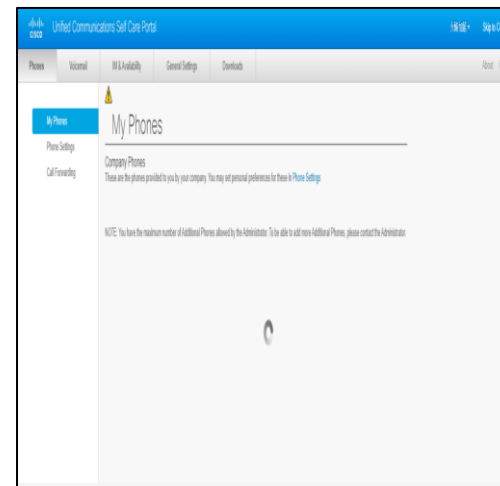 cisco Unified Communications Self Care Portal Skip to C
Phones Voicemail IM & Availability General Settings Downloads About
My Phones
Phone Settings
Call Forwarding
My Phones
Company Phones
These are the phones provided to you by your company. You may set personal preferences for these in Phone Settings
NOTE: You have the maximum number of Additional Phones allowed by the Administrator. To be able to add more Additional Phones, please contact the Administrator.